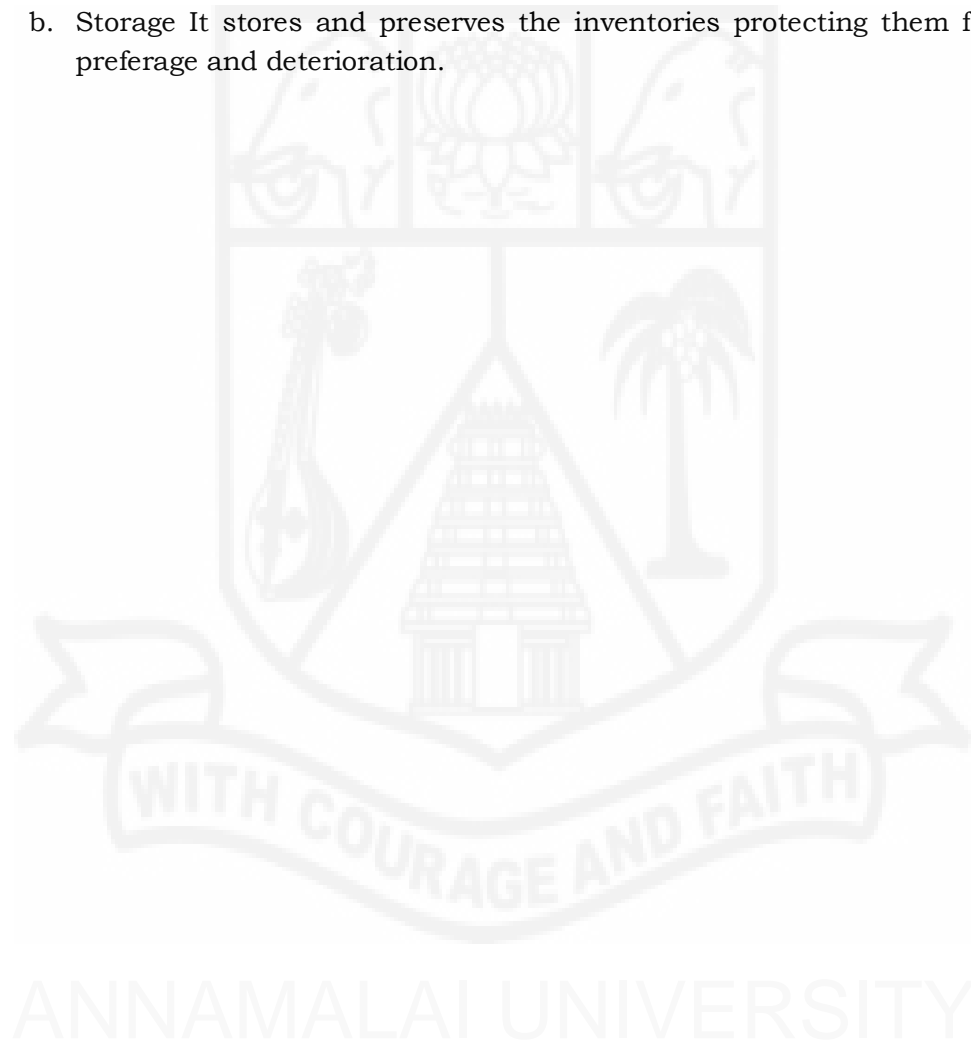 b. Storage It stores and preserves the inventories protecting them f
preferage and deterioration.
WITH COURAGE AND FAITH
ANNAMALAI UNIVERSITY